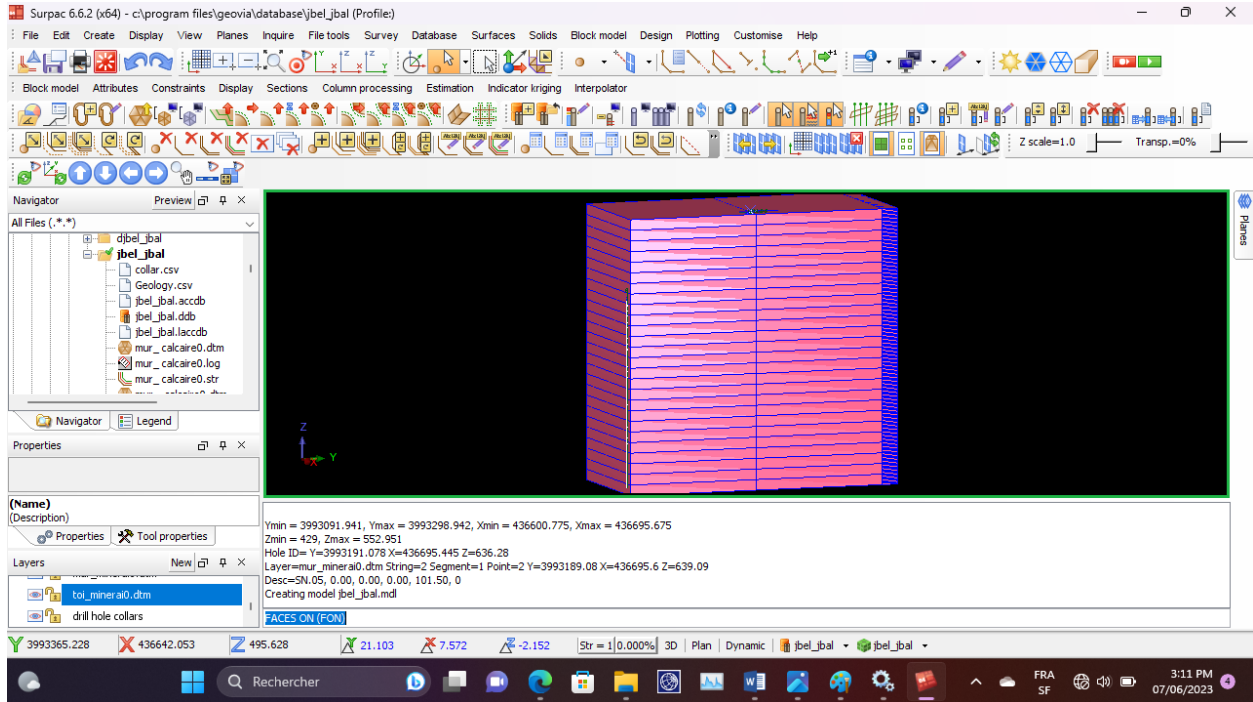 Surpac 6.6.2 (x64) - c:\program files\geovia\database\jbel_jbal (Profile:)
File Edit Create Display View Planes Inquire File tools Survey Database Surfaces Solids Block model Design Plotting Customise Help
Block model Attributes Constraints Display Sections Column processing Estimation Indicator kriging Interpolator
Z scale=1.0 Transp.=0%
Navigator Preview
All Files (.*.*)
djbel_jbal
jbel_jbal
collar.csv
Geology.csv
jbel_jbal.accdb
jbel_jbal.ddb
jbel_jbal.laccdb
mur_ calcaire0.dtm
mur_ calcaire0.log
mur_ calcaire0.str
Navigator Legend
Properties
(Name)
(Description)
Properties Tool properties
Layers New
toi_minerai0.dtm
drill hole collars
Planes
Z
Y
X
Ymin = 3993091.941, Ymax = 3993298.942, Xmin = 436600.775, Xmax = 436695.675
Zmin = 429, Zmax = 552.951
Hole ID= Y=3993191.078 X=436695.445 Z=636.28
Layer=mur_minerai0.dtm String=2 Segment=1 Point=2 Y=3993189.08 X=436695.6 Z=639.09
Desc=SN.05, 0.00, 0.00, 0.00, 101.50, 0
Creating model jbel_jbal.mdl
FACES ON (FON)
Y 3993365.228 X 436642.053 Z 495.628 21.103 7.572 -2.152 Str = 1 0.000% 3D Plan Dynamic jbel_jbal jbel_jbal
Rechercher
FRA
SF
3:11 PM
07/06/2023
4